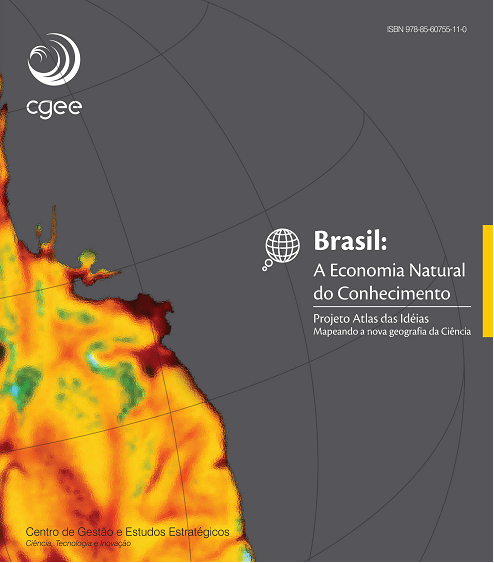 ISBN 978-85-60755-11-0
cgee
Brasil:
A Economia Natural
do Conhecimento
Projeto Atlas das Idéias
Mapeando a nova geografia da Ciência
Centro de Gestão e Estudos Estratégicos
Ciência, Tecnologia e Inovação